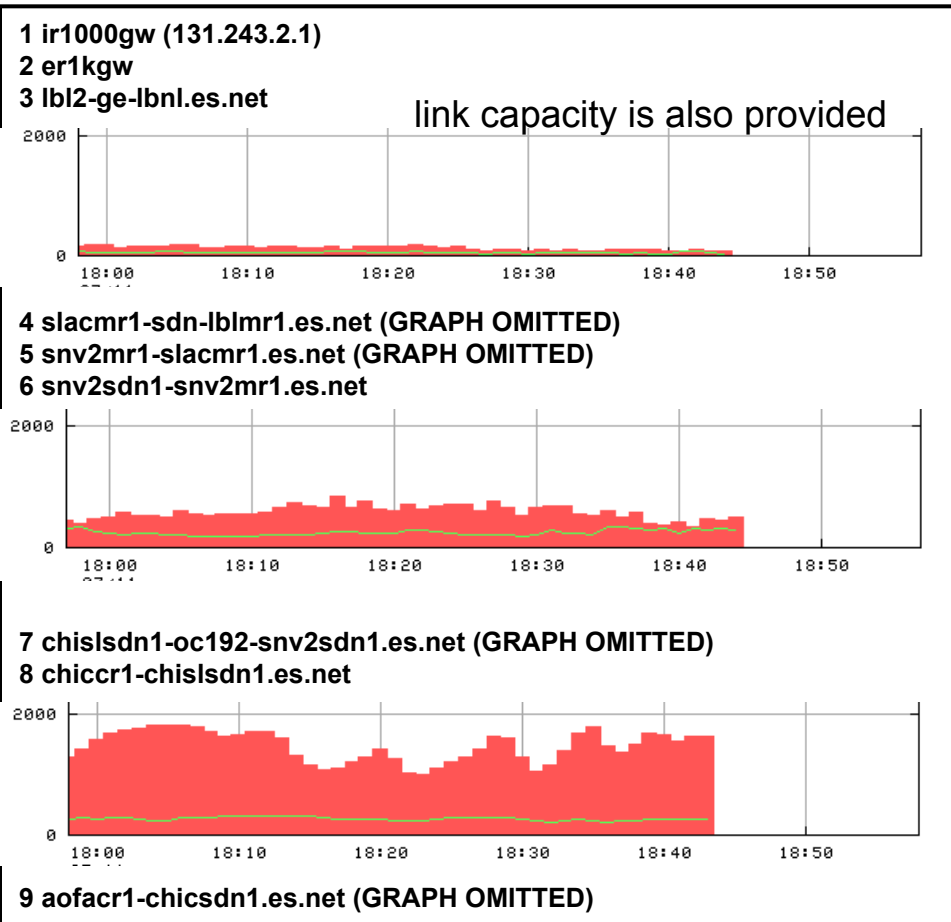 1 ir1000gw (131.243.2.1)
2 er1kgw
3 lbl2-ge-lbnl.es.net
link capacity is also provided
2000
0
18:00 18:10 18:20 18:30 18:40 18:50
4 slacmr1-sdn-lblmr1.es.net (GRAPH OMITTED)
5 snv2mr1-slacmr1.es.net (GRAPH OMITTED)
6 snv2sdn1-snv2mr1.es.net
2000
0
18:00 18:10 18:20 18:30 18:40 18:50
7 chislsdn1-oc192-snv2sdn1.es.net (GRAPH OMITTED)
8 chiccr1-chislsdn1.es.net
2000
0
18:00 18:10 18:20 18:30 18:40 18:50
9 aofacr1-chicsdn1.es.net (GRAPH OMITTED)